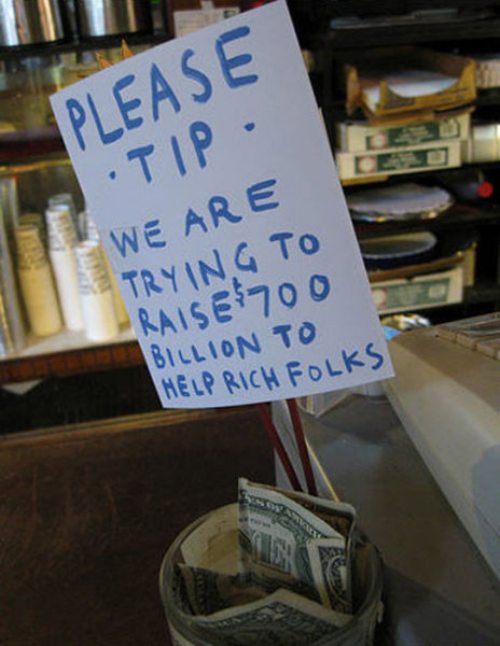 PLEASE
• TIP •
WE ARE
TRYING TO
RAISE $700
BILLION TO
HELP RICH FOLKS